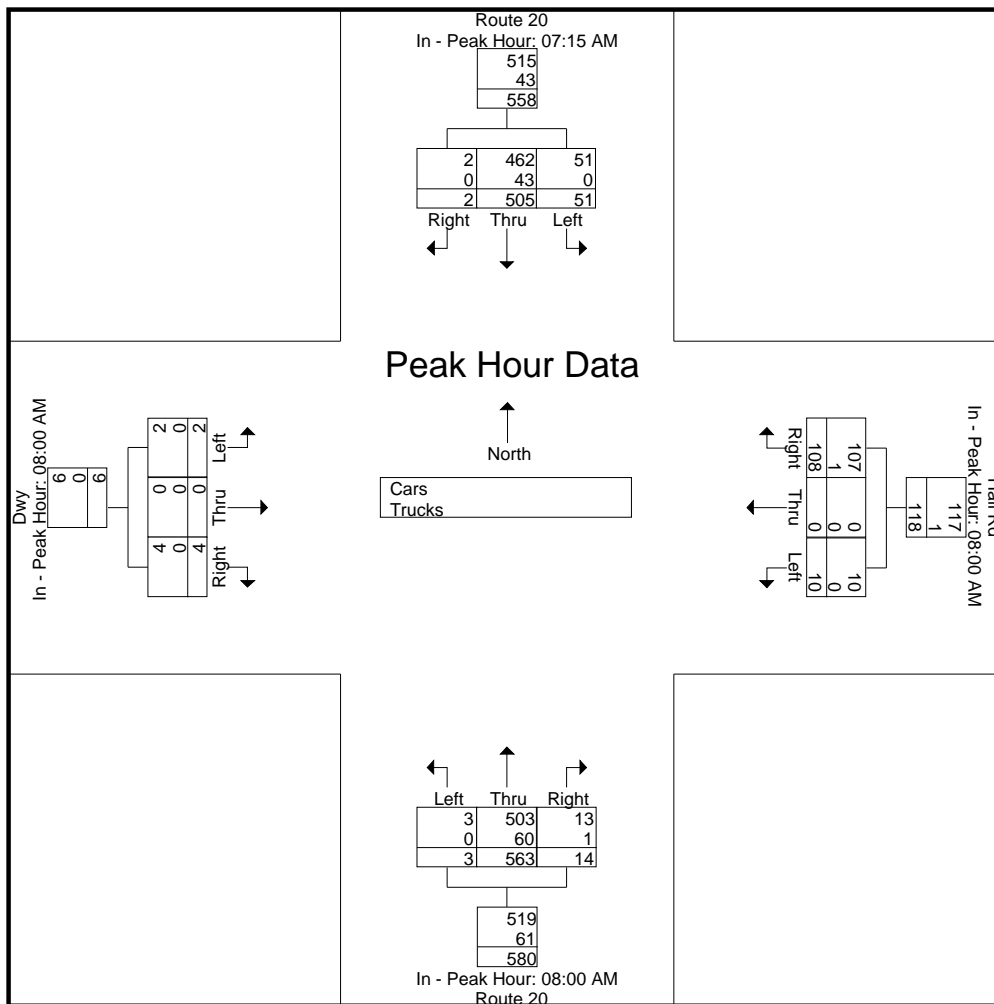 Route 20
In - Peak Hour: 07:15 AM
515
43
558
2 462 51
0 43 0
2 505 51
Right Thru Left
Peak Hour Data
North
Cars
Trucks
Dwy
In - Peak Hour: 08:00 AM
6 0 6
Left 2 0 2
Thru 0 0 0
Right 4 0 4
Right 108 1 107
Thru 0 0 0
Left 10 0 10
118 1 117
In - Peak Hour: 08:00 AM
Rd
Left Thru Right
3 503 13
0 60 1
3 563 14
519
61
580
In - Peak Hour: 08:00 AM
Route 20